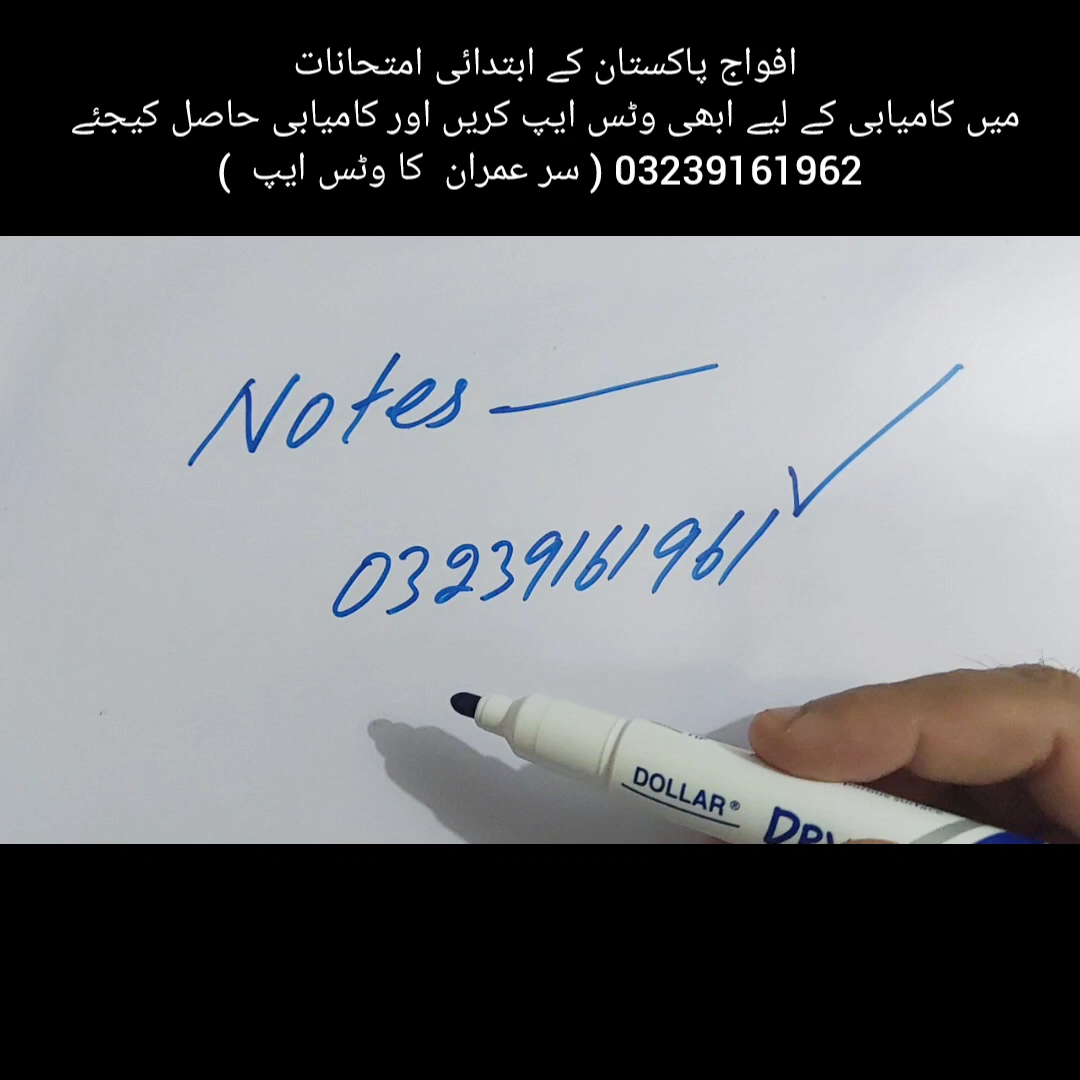 افواج پاکستان کے ابتدائی امتحانات
میں کامیابی کے لیے ابھی وٹس ایپ کریں اور کامیابی حاصل کیجئے
03239161962 ( سر عمران کا وٹس ایپ )
Notes —
03239161961 ✓
DOLLAR®